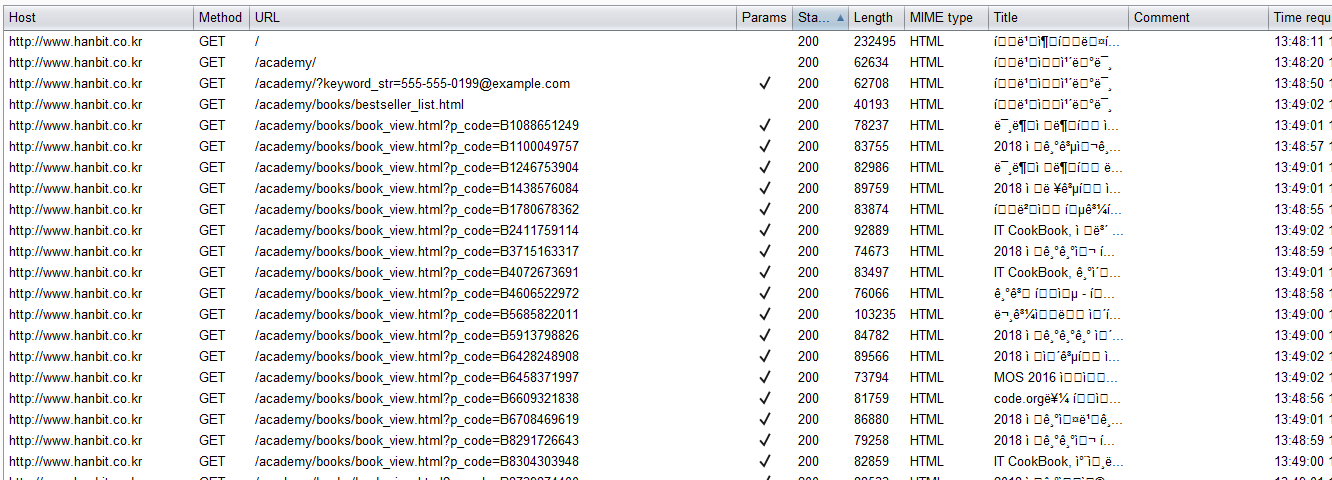 Host Method URL Params Sta... Length MIME type Title Comment Time requ
http://www.hanbit.co.kr GET / 200 232495 HTML 13:48:11
http://www.hanbit.co.kr GET /academy/ 200 62634 HTML 13:48:20
http://www.hanbit.co.kr GET /academy/?keyword_str=555-555-0199@example.com ✓ 200 62708 HTML 13:48:50
http://www.hanbit.co.kr GET /academy/books/bestseller_list.html 200 40193 HTML 13:49:02
http://www.hanbit.co.kr GET /academy/books/book_view.html?p_code=B1088651249 ✓ 200 78237 HTML 13:49:01
http://www.hanbit.co.kr GET /academy/books/book_view.html?p_code=B1100049757 ✓ 200 83755 HTML 2018 13:48:57
http://www.hanbit.co.kr GET /academy/books/book_view.html?p_code=B1246753904 ✓ 200 82986 HTML 13:49:01
http://www.hanbit.co.kr GET /academy/books/book_view.html?p_code=B1438576084 ✓ 200 89759 HTML 2018 13:49:01
http://www.hanbit.co.kr GET /academy/books/book_view.html?p_code=B1780678362 ✓ 200 83874 HTML 13:48:55
http://www.hanbit.co.kr GET /academy/books/book_view.html?p_code=B2411759114 ✓ 200 92889 HTML IT CookBook, 13:49:02
http://www.hanbit.co.kr GET /academy/books/book_view.html?p_code=B3715163317 ✓ 200 74673 HTML 2018 13:48:59
http://www.hanbit.co.kr GET /academy/books/book_view.html?p_code=B4072673691 ✓ 200 83497 HTML IT CookBook, 13:49:01
http://www.hanbit.co.kr GET /academy/books/book_view.html?p_code=B4606522972 ✓ 200 76066 HTML 13:48:58
http://www.hanbit.co.kr GET /academy/books/book_view.html?p_code=B5685822011 ✓ 200 103235 HTML 13:49:00
http://www.hanbit.co.kr GET /academy/books/book_view.html?p_code=B5913798826 ✓ 200 84782 HTML 2018 13:49:00
http://www.hanbit.co.kr GET /academy/books/book_view.html?p_code=B6428248908 ✓ 200 89566 HTML 2018 13:49:02
http://www.hanbit.co.kr GET /academy/books/book_view.html?p_code=B6458371997 ✓ 200 73794 HTML MOS 2016 13:49:02
http://www.hanbit.co.kr GET /academy/books/book_view.html?p_code=B6609321838 ✓ 200 81759 HTML 13:48:56
http://www.hanbit.co.kr GET /academy/books/book_view.html?p_code=B6708469619 ✓ 200 86880 HTML 2018 13:49:01
http://www.hanbit.co.kr GET /academy/books/book_view.html?p_code=B8291726643 ✓ 200 79258 HTML 2018 13:48:59
http://www.hanbit.co.kr GET /academy/books/book_view.html?p_code=B8304303948 ✓ 200 82859 HTML IT CookBook, 13:49:00